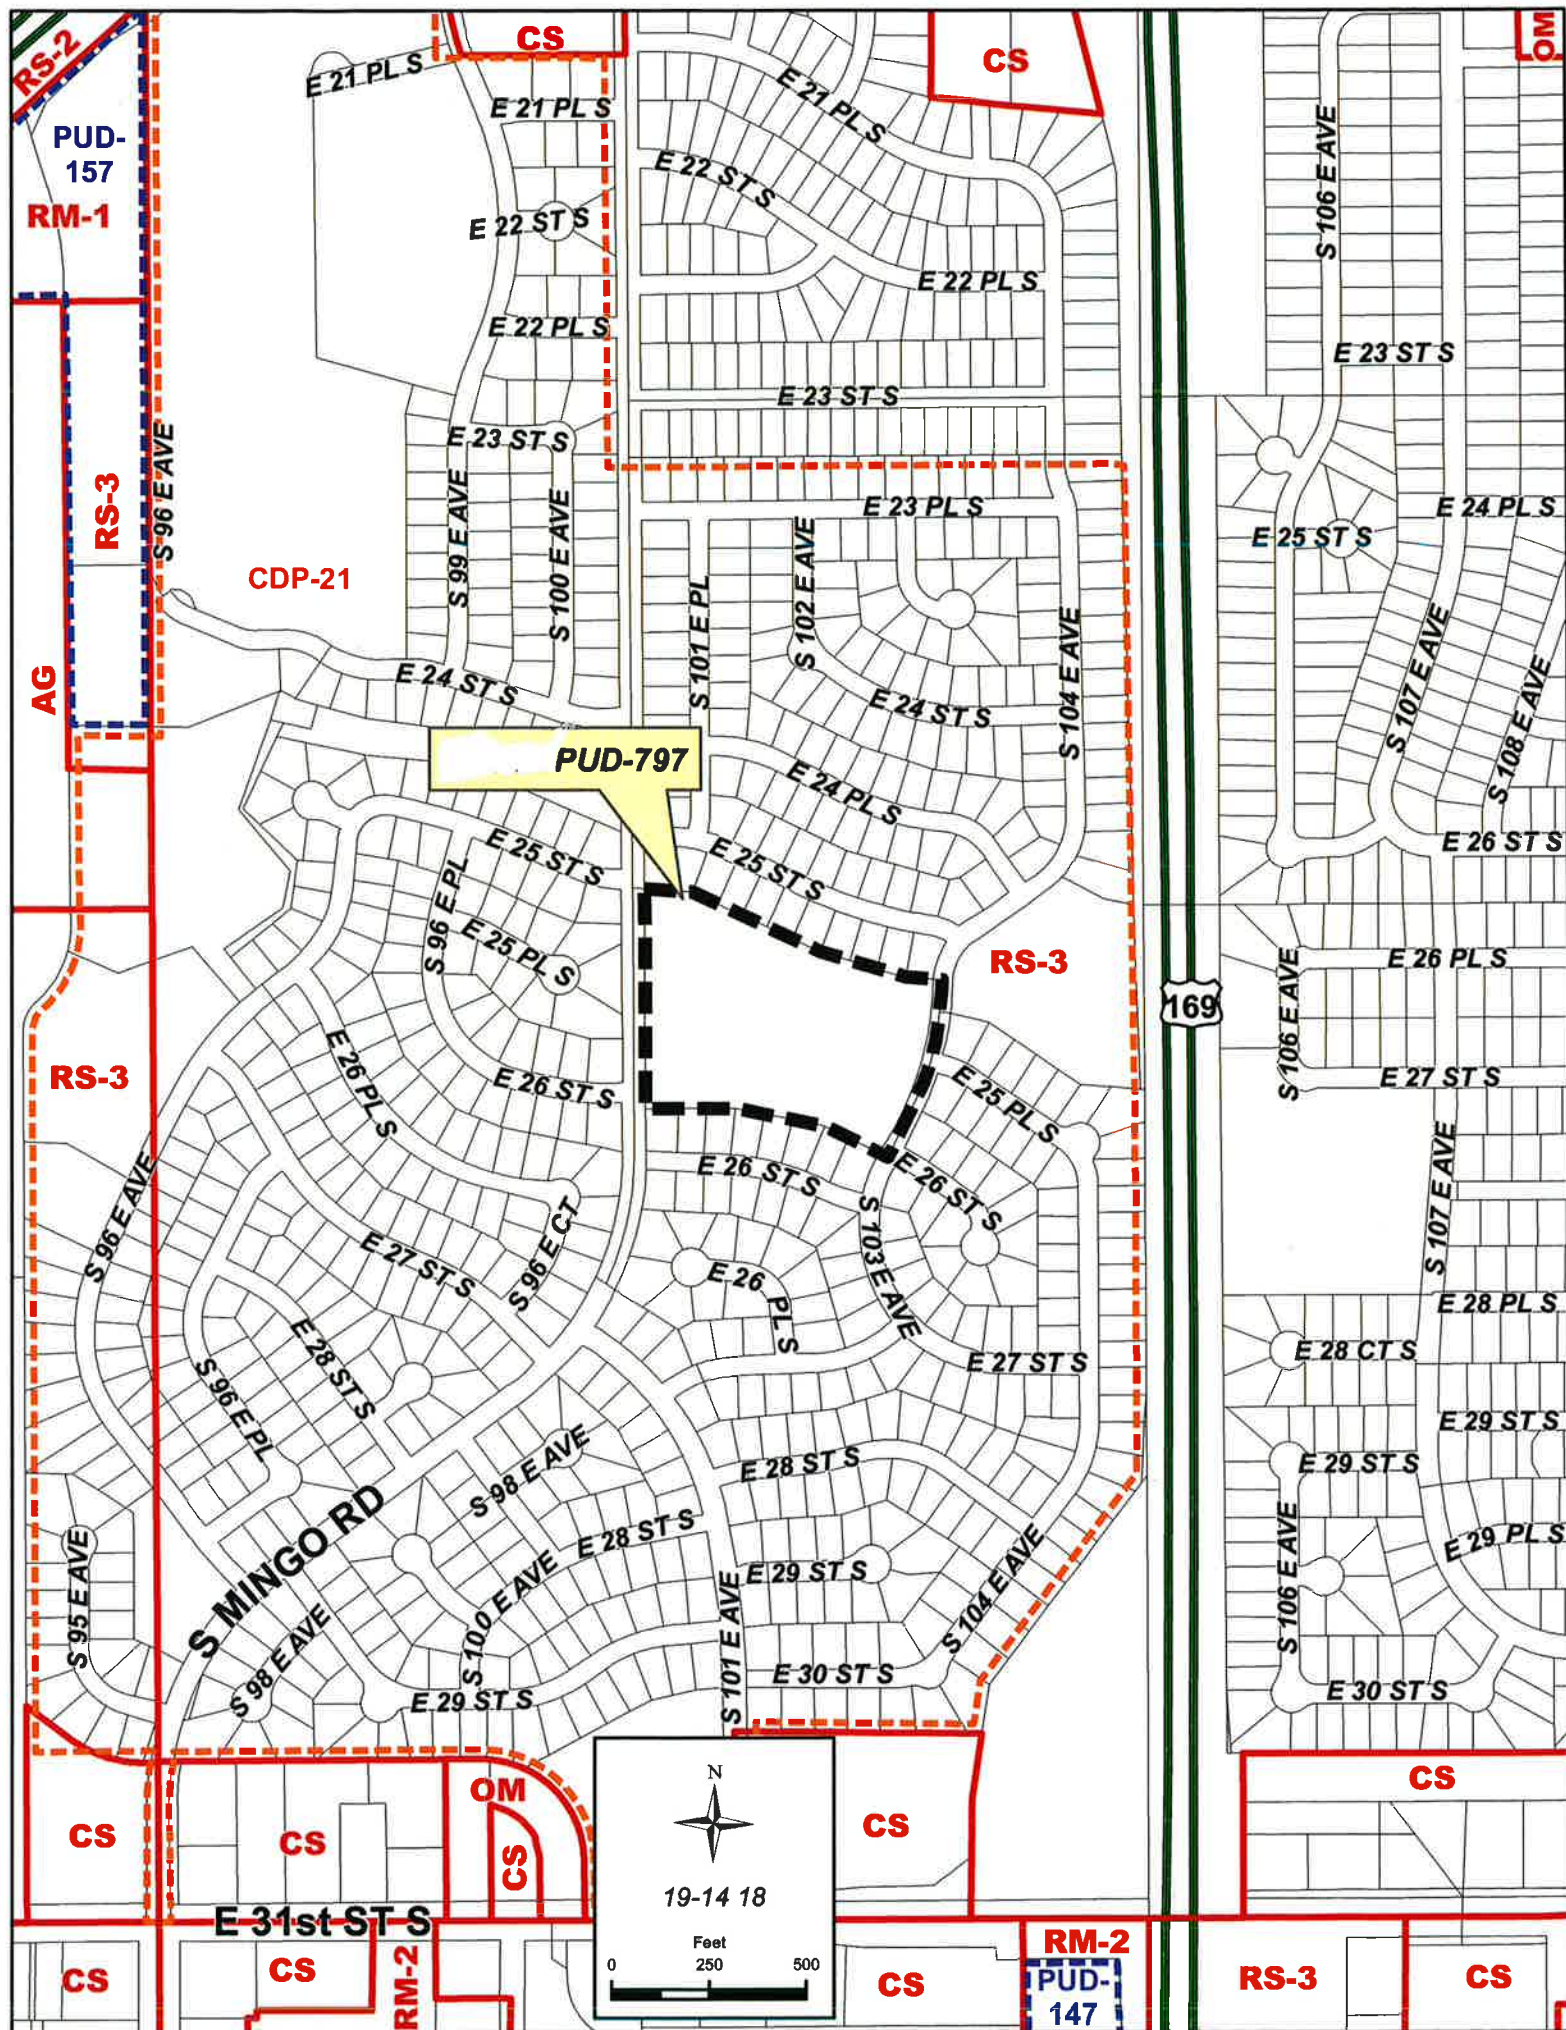 RS-2
CS
CS
OM
E 21 PL S
E 21 PL S
E 21 PL S
PUD-
157
RM-1
E 22 ST S
E 22 ST S
S 106 E AVE
E 22 PL S
E 22 PL S
E 23 ST S
E 23 ST S
E 23 ST S
S 96 E AVE
RS-3
S 99 E AVE
S 100 E AVE
E 23 PL S
S 102 E AVE
E 24 PL S
E 25 ST S
CDP-21
S 101 E PL
S 104 E AVE
S 107 E AVE
S 108 E AVE
AG
E 24 ST S
E 24 ST S
PUD-797
E 24 PL S
E 25 ST S
E 25 ST S
E 26 ST S
S 96 E PL
E 25 PL S
RS-3
E 26 PL S
169
S 106 E AVE
RS-3
E 26 PL S
E 26 ST S
E 25 PL S
E 27 ST S
S 96 E AVE
E 26 ST S
E 26 ST S
S 107 E AVE
S 96 E CT
S 103 E AVE
E 27 ST S
E 26
PL S
E 28 PL S
E 28 ST S
E 27 ST S
E 28 CT S
S 96 E PL
E 29 ST S
S 98 E AVE
E 28 ST S
E 29 ST S
S MINGO RD
E 28 ST S
S 106 E AVE
E 29 PL S
S 95 E AVE
S 100 E AVE
E 29 ST S
S 104 E AVE
S 98 E AVE
S 101 E AVE
E 30 ST S
E 29 ST S
E 30 ST S
CS
OM
CS
CS
CS
CS
N
19-14 18
Feet
0 250 500
E 31st ST S
CS
CS
RM-2
CS
RM-2
PUD-
147
RS-3
CS